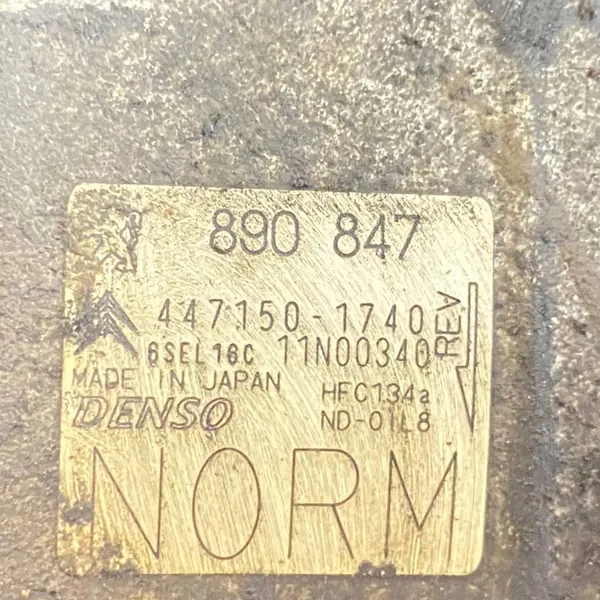 890 847
447150-1740
6SEL16C 11N00340
REV
MADE IN JAPAN HFC134a
DENSO ND-OIL8
NORM